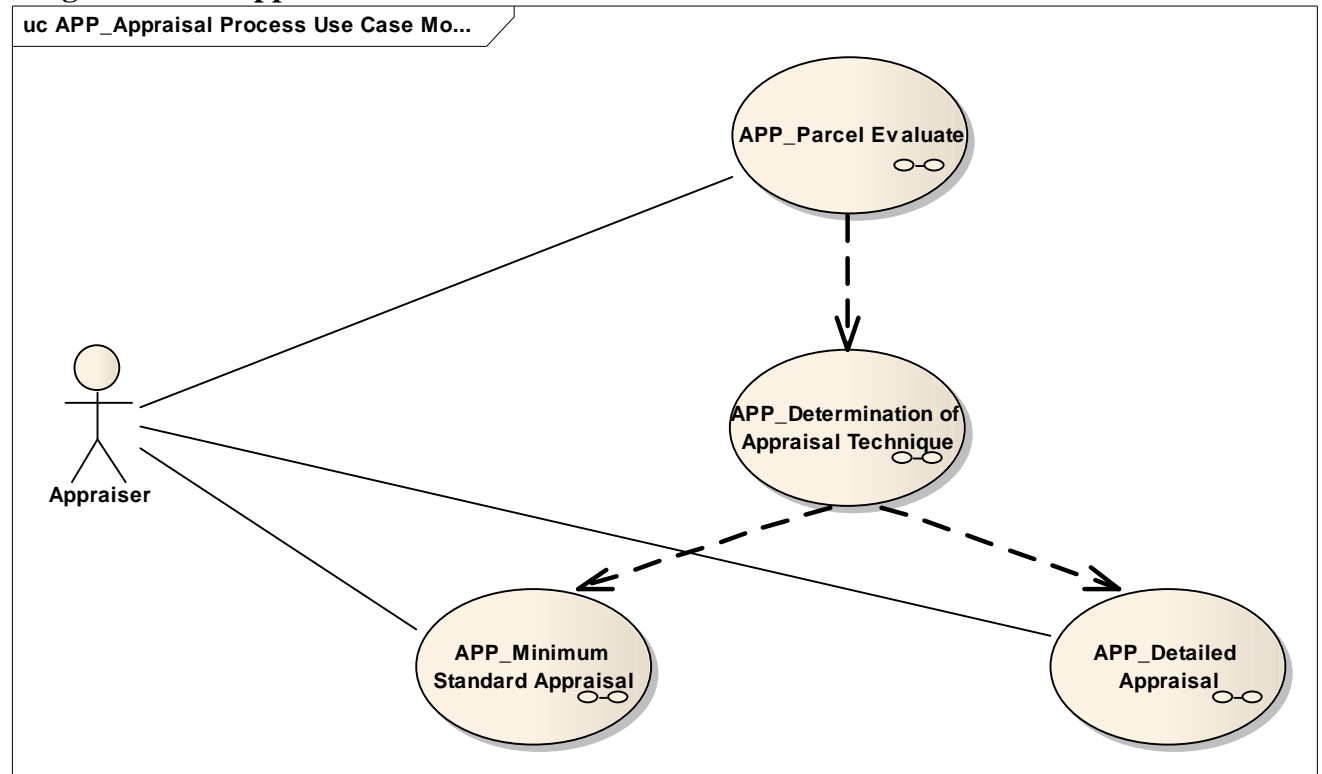 uc APP_Appraisal Process Use Case Mo...
APP_Parcel Evaluate
APP_Determination of
Appraisal Technique
Appraiser
APP_Minimum
Standard Appraisal
APP_Detailed
Appraisal